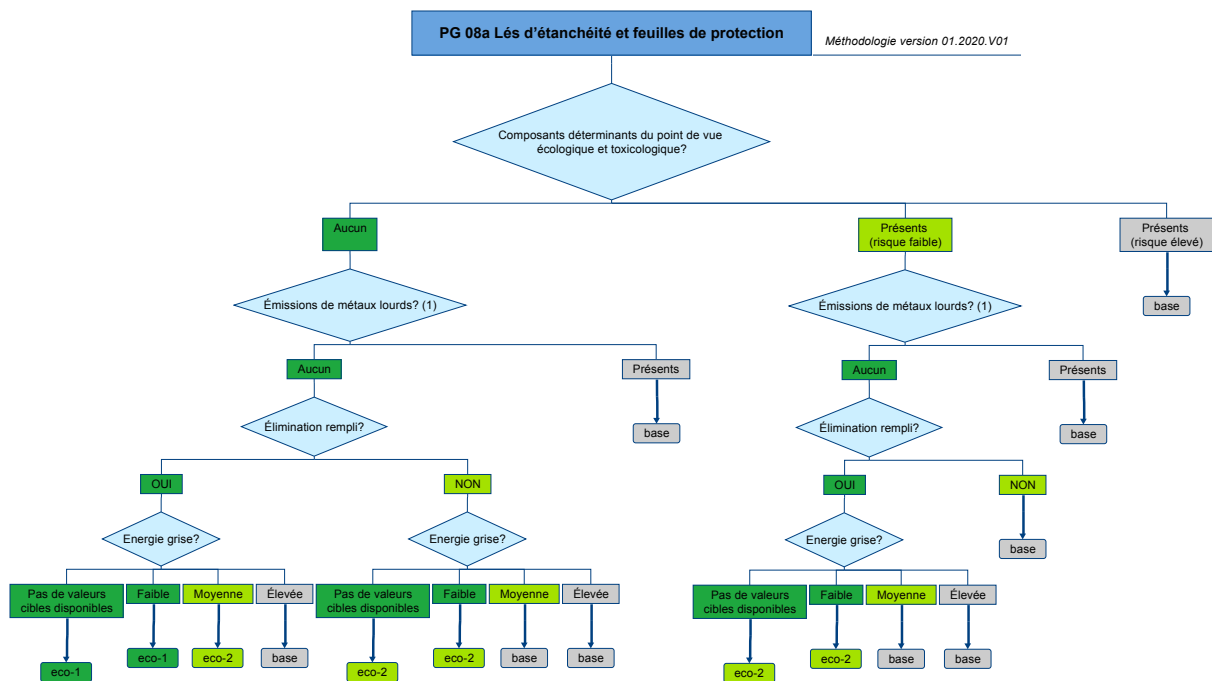 PG 08a Lés d'étanchéité et feuilles de protection
Méthodologie version 01.2020.V01
Composants déterminants du point de vue
écologique et toxicologique?
Aucun
Présents
(risque faible)
Présents
(risque élevé)
Émissions de métaux lourds? (1)
Émissions de métaux lourds? (1)
base
Aucun
Présents
Aucun
Présents
Élimination rempli?
base
Élimination rempli?
base
OUI
NON
OUI
NON
Energie grise?
Energie grise?
Energie grise?
base
Pas de valeurs
cibles disponibles
Faible
Moyenne
Élevée
Pas de valeurs
cibles disponibles
Faible
Moyenne
Élevée
Pas de valeurs
cibles disponibles
Faible
Moyenne
Élevée
eco-1
eco-1
eco-2
base
eco-2
eco-2
base
base
eco-2
eco-2
base
base